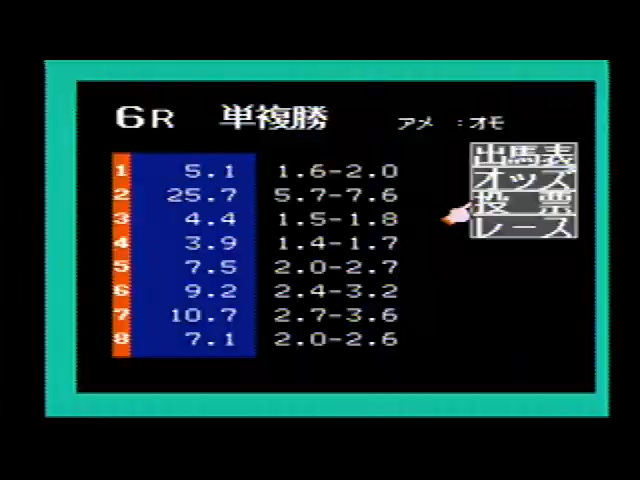 6R 単複勝 アメ :オモ
出馬表
オッズ
投票
レース
1 5.1 1.6-2.0
2 25.7 5.7-7.6
3 4.4 1.5-1.8
4 3.9 1.4-1.7
5 7.5 2.0-2.7
6 9.2 2.4-3.2
7 10.7 2.7-3.6
8 7.1 2.0-2.6